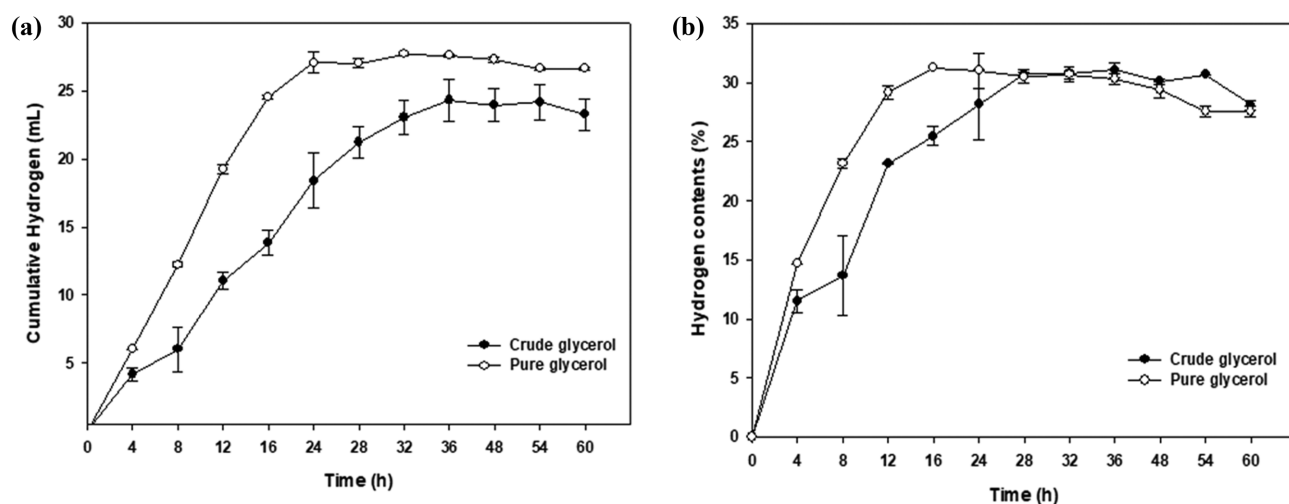 (a)
30
25
20
15
10
5
Cumulative Hydrogen (mL)
Crude glycerol
Pure glycerol
0 4 8 12 16 24 28 32 36 48 54 60
Time (h)
(b)
35
30
25
20
15
10
5
0
Hydrogen contents (%)
Crude glycerol
Pure glycerol
0 4 8 12 16 24 28 32 36 48 54 60
Time (h)